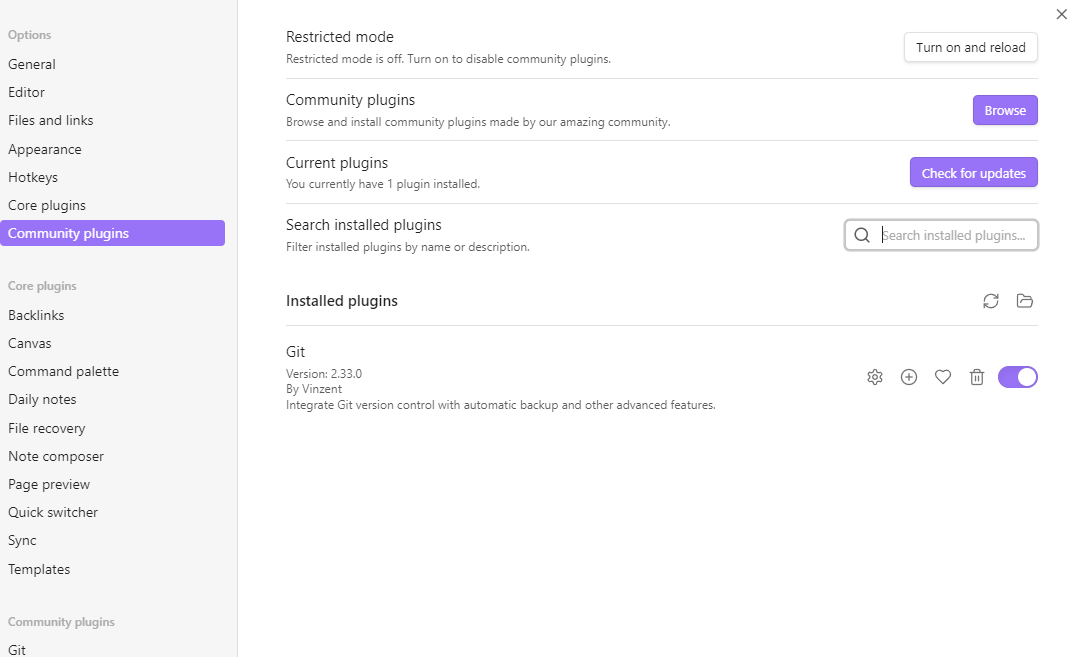 Options
General
Editor
Files and links
Appearance
Hotkeys
Core plugins
Community plugins
Core plugins
Backlinks
Canvas
Command palette
Daily notes
File recovery
Note composer
Page preview
Quick switcher
Sync
Templates
Community plugins
Git
Restricted mode
Restricted mode is off. Turn on to disable community plugins.
Turn on and reload
Community plugins
Browse and install community plugins made by our amazing community.
Browse
Current plugins
You currently have 1 plugin installed.
Check for updates
Search installed plugins
Filter installed plugins by name or description.
Search installed plugins...
Installed plugins
Git
Version: 2.33.0
By Vinzent
Integrate Git version control with automatic backup and other advanced features.